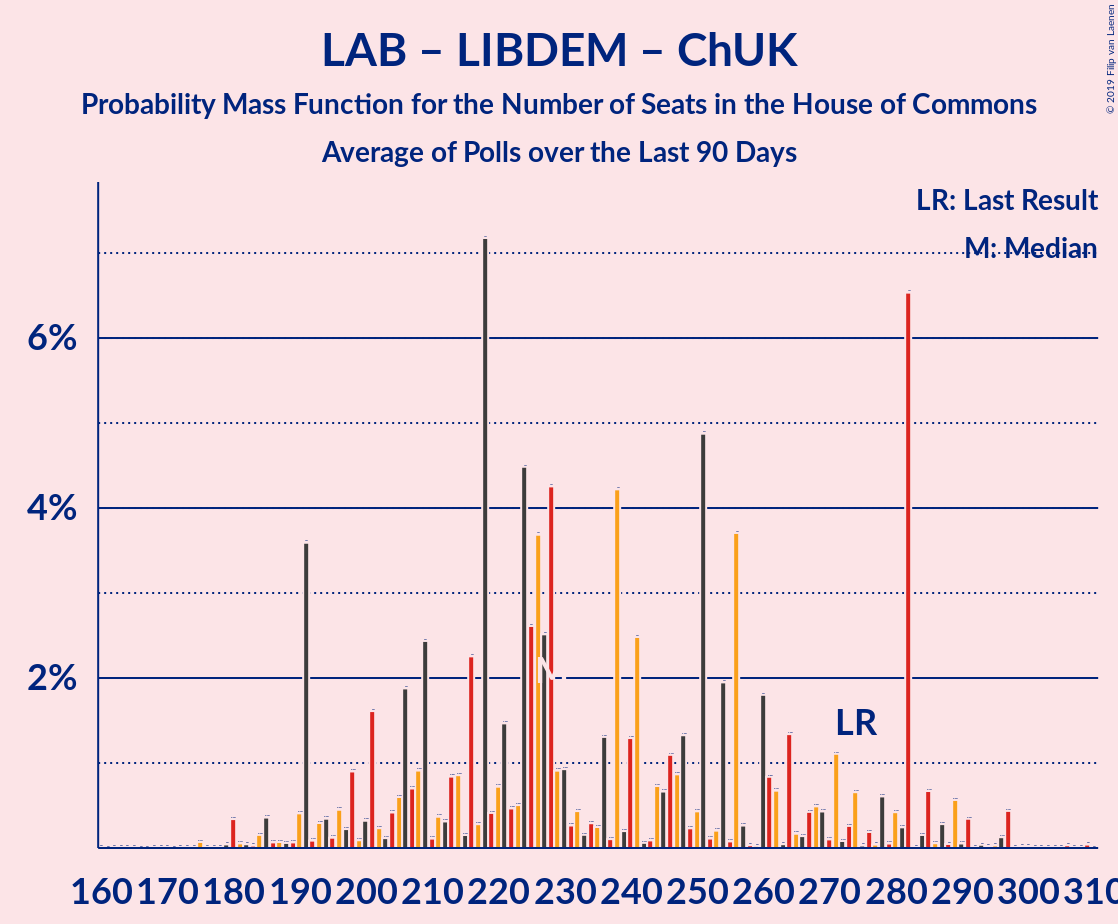 LAB – LIBDEM – ChUK
Probability Mass Function for the Number of Seats in the House of Commons
Average of Polls over the Last 90 Days
© 2019 Filip van Laenen
LR: Last Result
M: Median
6%
4%
2%
LR
160 170 180 190 200 210 220 230 240 250 260 270 280 290 300 310